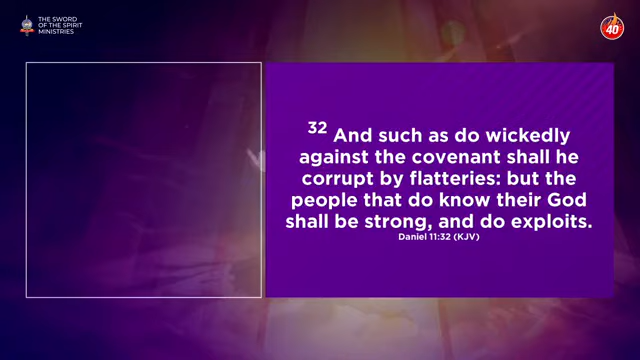 THE SWORD
OF THE SPIRIT
MINISTRIES
40
32 And such as do wickedly
against the covenant shall he
corrupt by flatteries: but the
people that do know their God
shall be strong, and do exploits.
Daniel 11:32 (KJV)